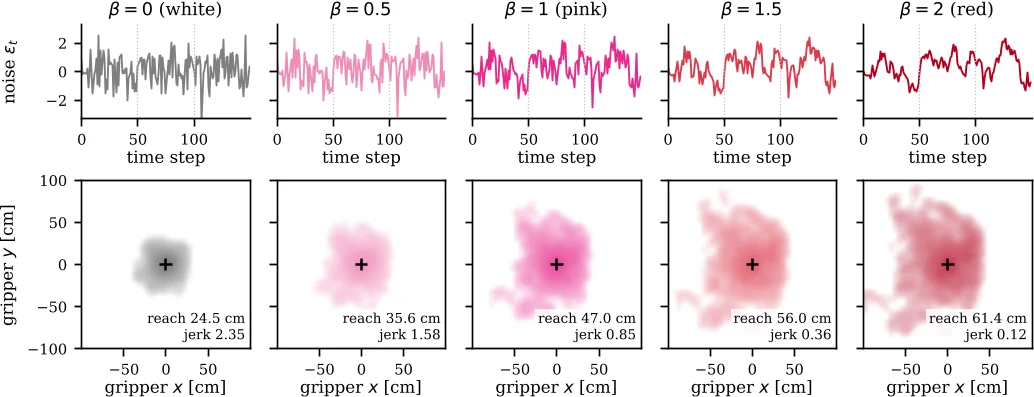 β = 0 (white)
β = 0.5
β = 1 (pink)
β = 1.5
β = 2 (red)
noise εt
2
0
−2
0 50 100
0 50 100
0 50 100
0 50 100
0 50 100
time step
time step
time step
time step
time step
gripper y [cm]
100
50
0
−50
−100
reach 24.5 cm
jerk 2.35
reach 35.6 cm
jerk 1.58
reach 47.0 cm
jerk 0.85
reach 56.0 cm
jerk 0.36
reach 61.4 cm
jerk 0.12
−50 0 50
−50 0 50
−50 0 50
−50 0 50
−50 0 50
gripper x [cm]
gripper x [cm]
gripper x [cm]
gripper x [cm]
gripper x [cm]